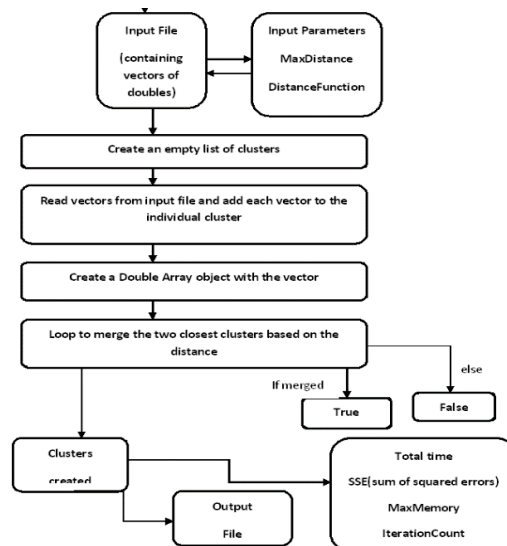 Input File
(containing
vectors of
doubles)
Input Parameters
MaxDistance
DistanceFunction
Create an empty list of clusters
Read vectors from input file and add each vector to the
individual cluster
Create a Double Array object with the vector
Loop to merge the two closest clusters based on the
distance
If merged
else
True
False
Clusters
created
Output
File
Total time
SSE(sum of squared errors)
MaxMemory
IterationCount